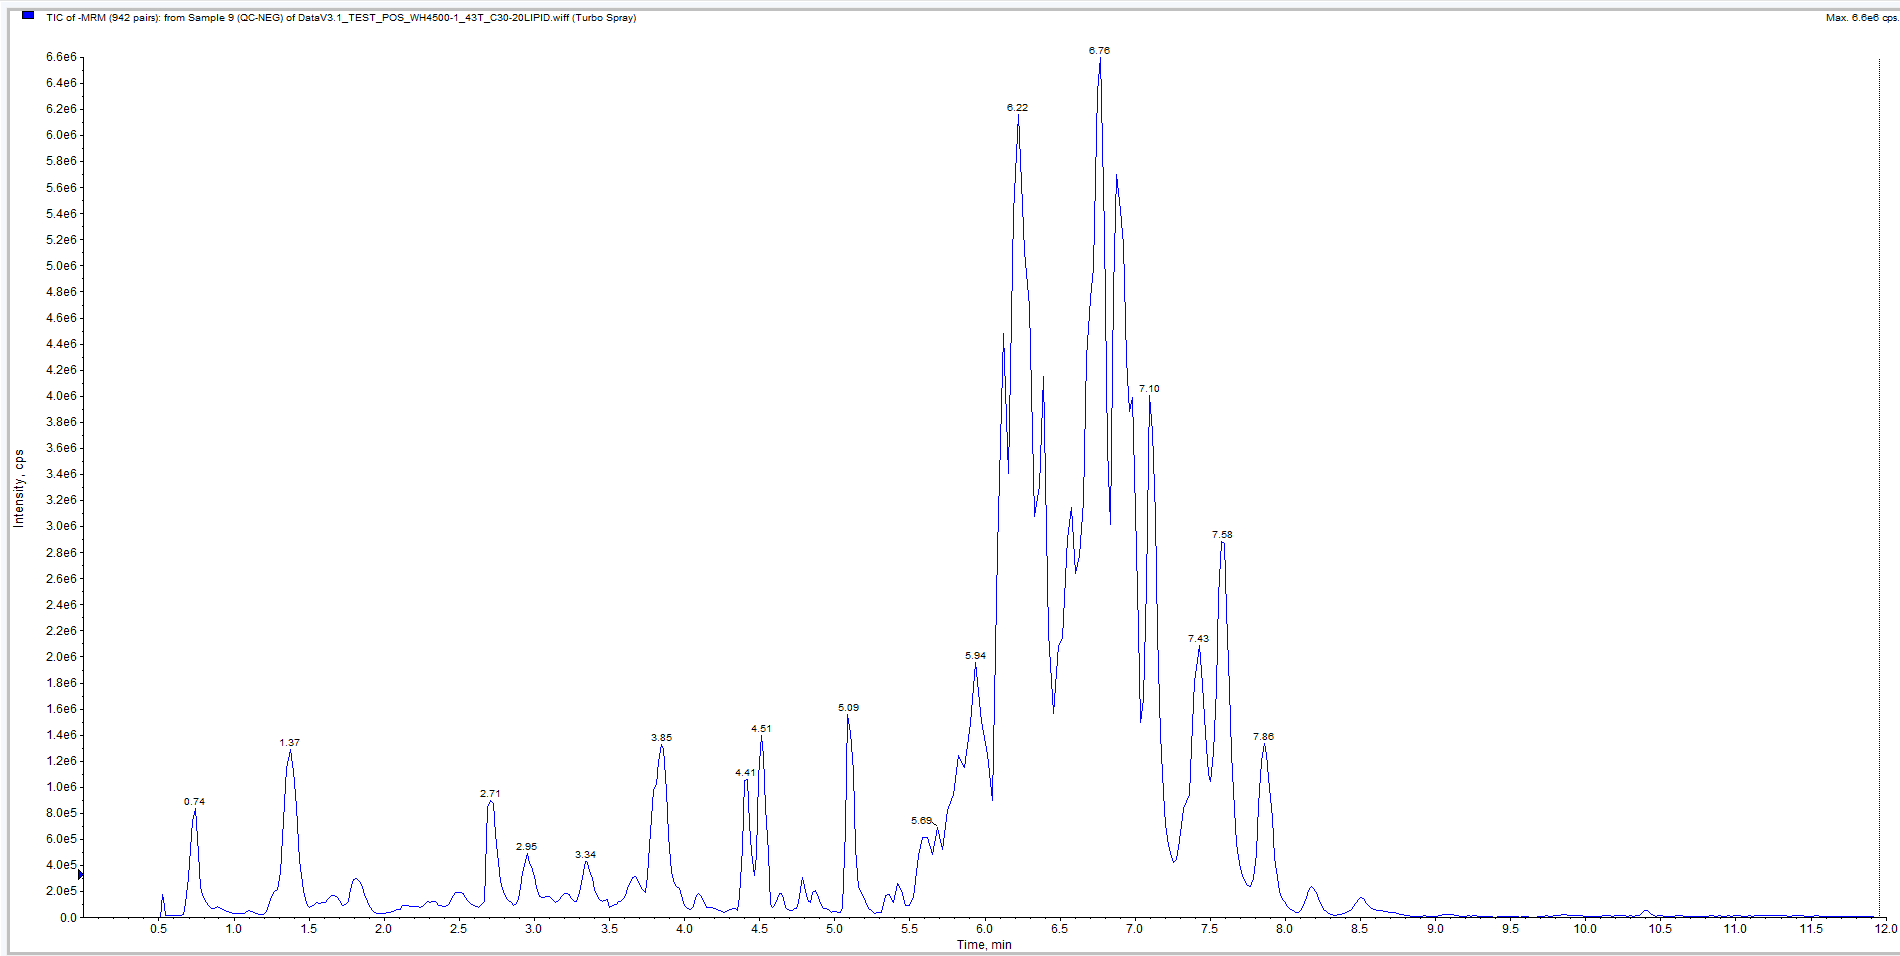 TIC of -MRM (942 pairs): from Sample 9 (QC-NEG) of DataV3.1_TEST_POS_WH4500-1_43T_C30-20LIPID.wiff (Turbo Spray)
Max. 6.6e6 cps.
6.6e6
6.4e6
6.2e6
6.0e6
5.8e6
5.6e6
5.4e6
5.2e6
5.0e6
4.8e6
4.6e6
4.4e6
4.2e6
4.0e6
3.8e6
3.6e6
3.4e6
3.2e6
3.0e6
2.8e6
2.6e6
2.4e6
2.2e6
2.0e6
1.8e6
1.6e6
1.4e6
1.2e6
1.0e6
8.0e5
6.0e5
4.0e5
2.0e5
0.0
Intensity, cps
0.74
1.37
2.71
2.95
3.34
3.85
4.41
4.51
5.09
5.69
5.94
6.22
6.76
7.10
7.43
7.58
7.86
0.5 1.0 1.5 2.0 2.5 3.0 3.5 4.0 4.5 5.0 5.5 6.0 6.5 7.0 7.5 8.0 8.5 9.0 9.5 10.0 10.5 11.0 11.5 12.0
Time, min